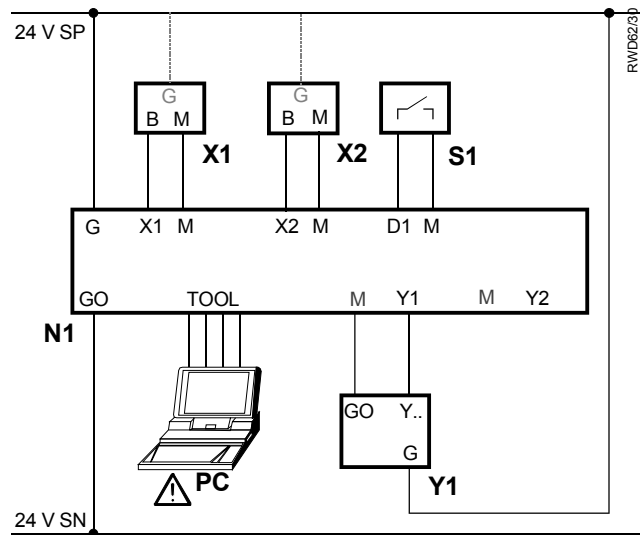 24 V SP
RWD62/30
G G
B M B M
X1 X2 S1
G X1 M X2 M D1 M
GO TOOL M Y1 M Y2
N1
GO Y..
G
PC
Y1
24 V SN